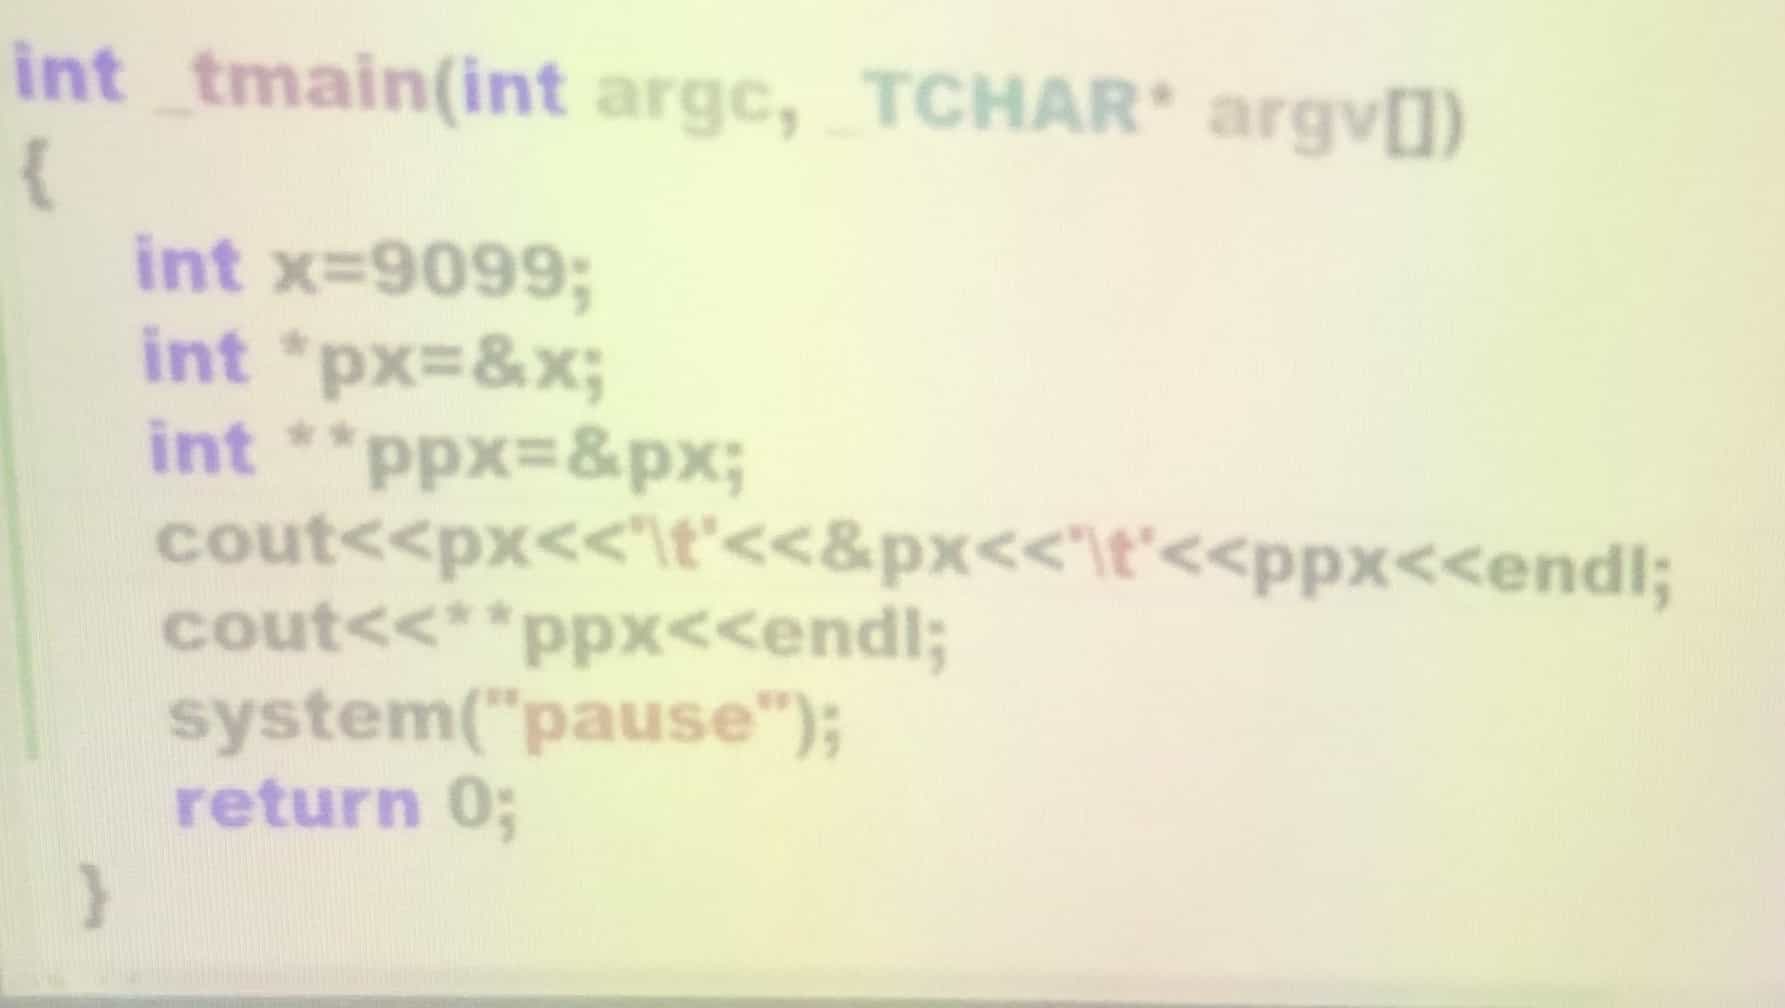 int _tmain(int argc, _TCHAR* argv[])
{
int x=9099;
int *px=&x;
int **ppx=&px;
cout<<px<<'\t'<<&px<<'\t'<<ppx<<endl;
cout<<**ppx<<endl;
system("pause");
return 0;
}